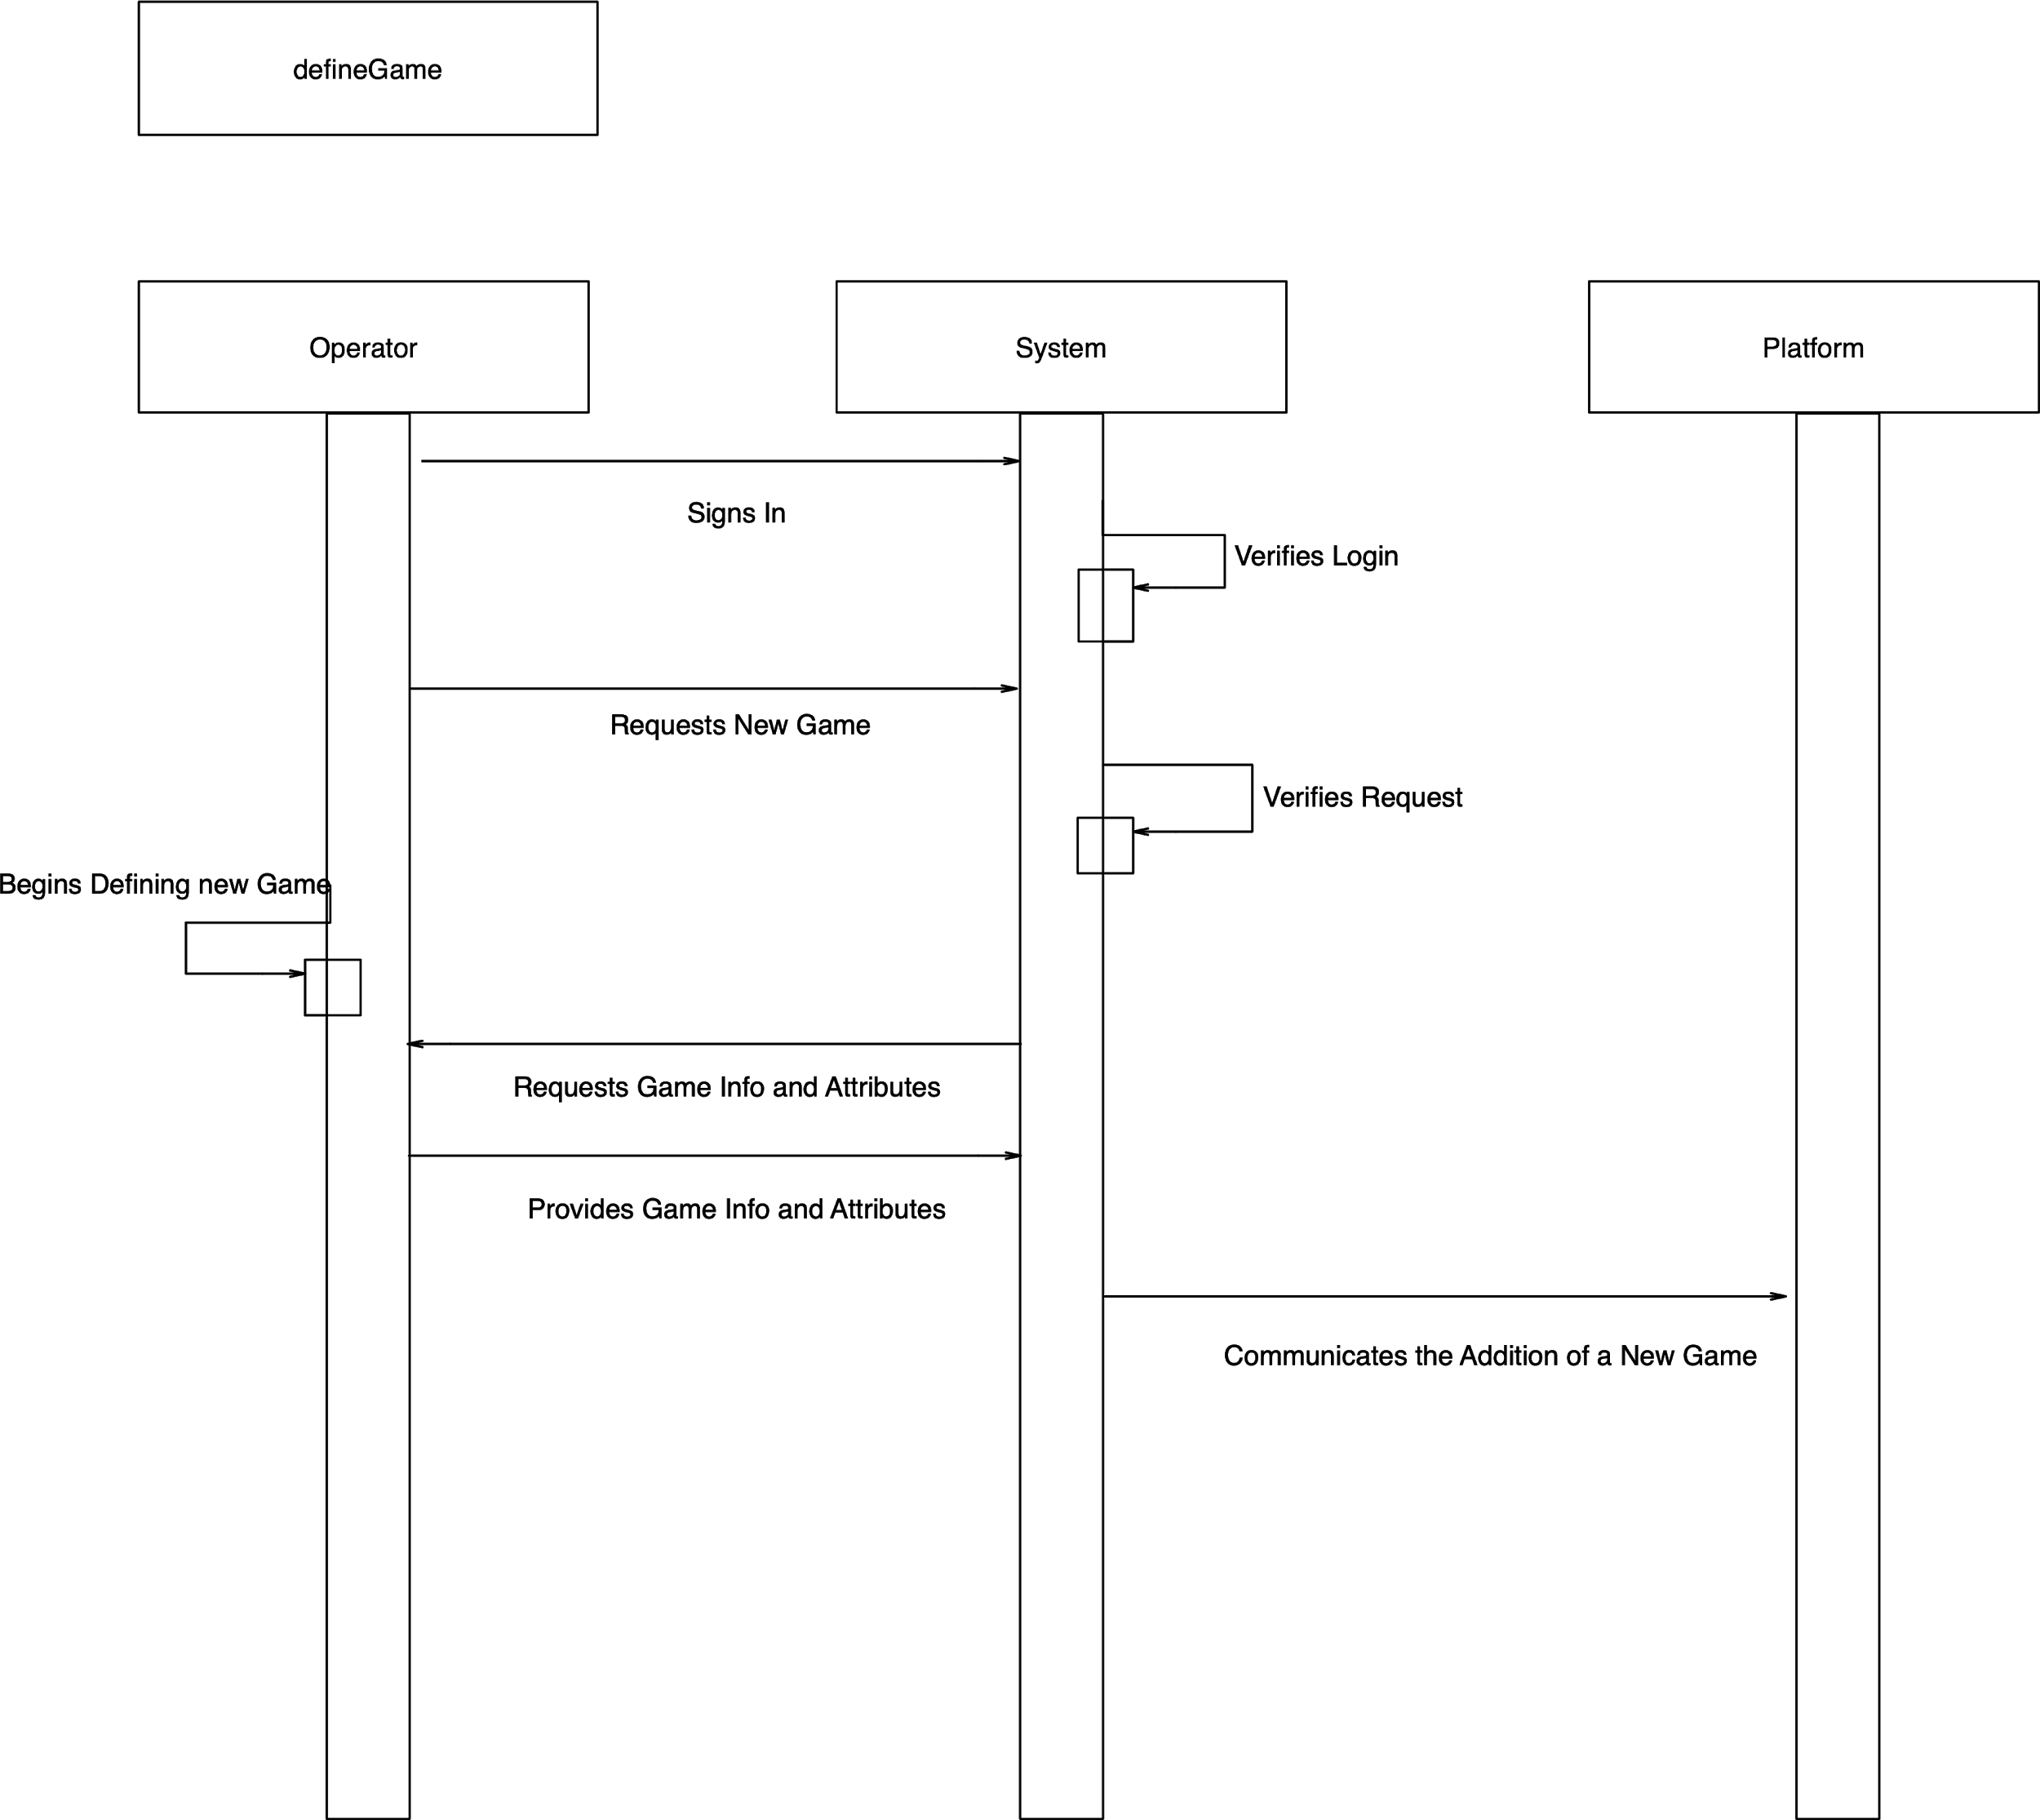 defineGame
Operator
System
Platform
Signs In
Verifies Login
Requests New Game
Verifies Request
Begins Defining new Game
Requests Game Info and Attributes
Provides Game Info and Attributes
Communicates the Addition of a New Game